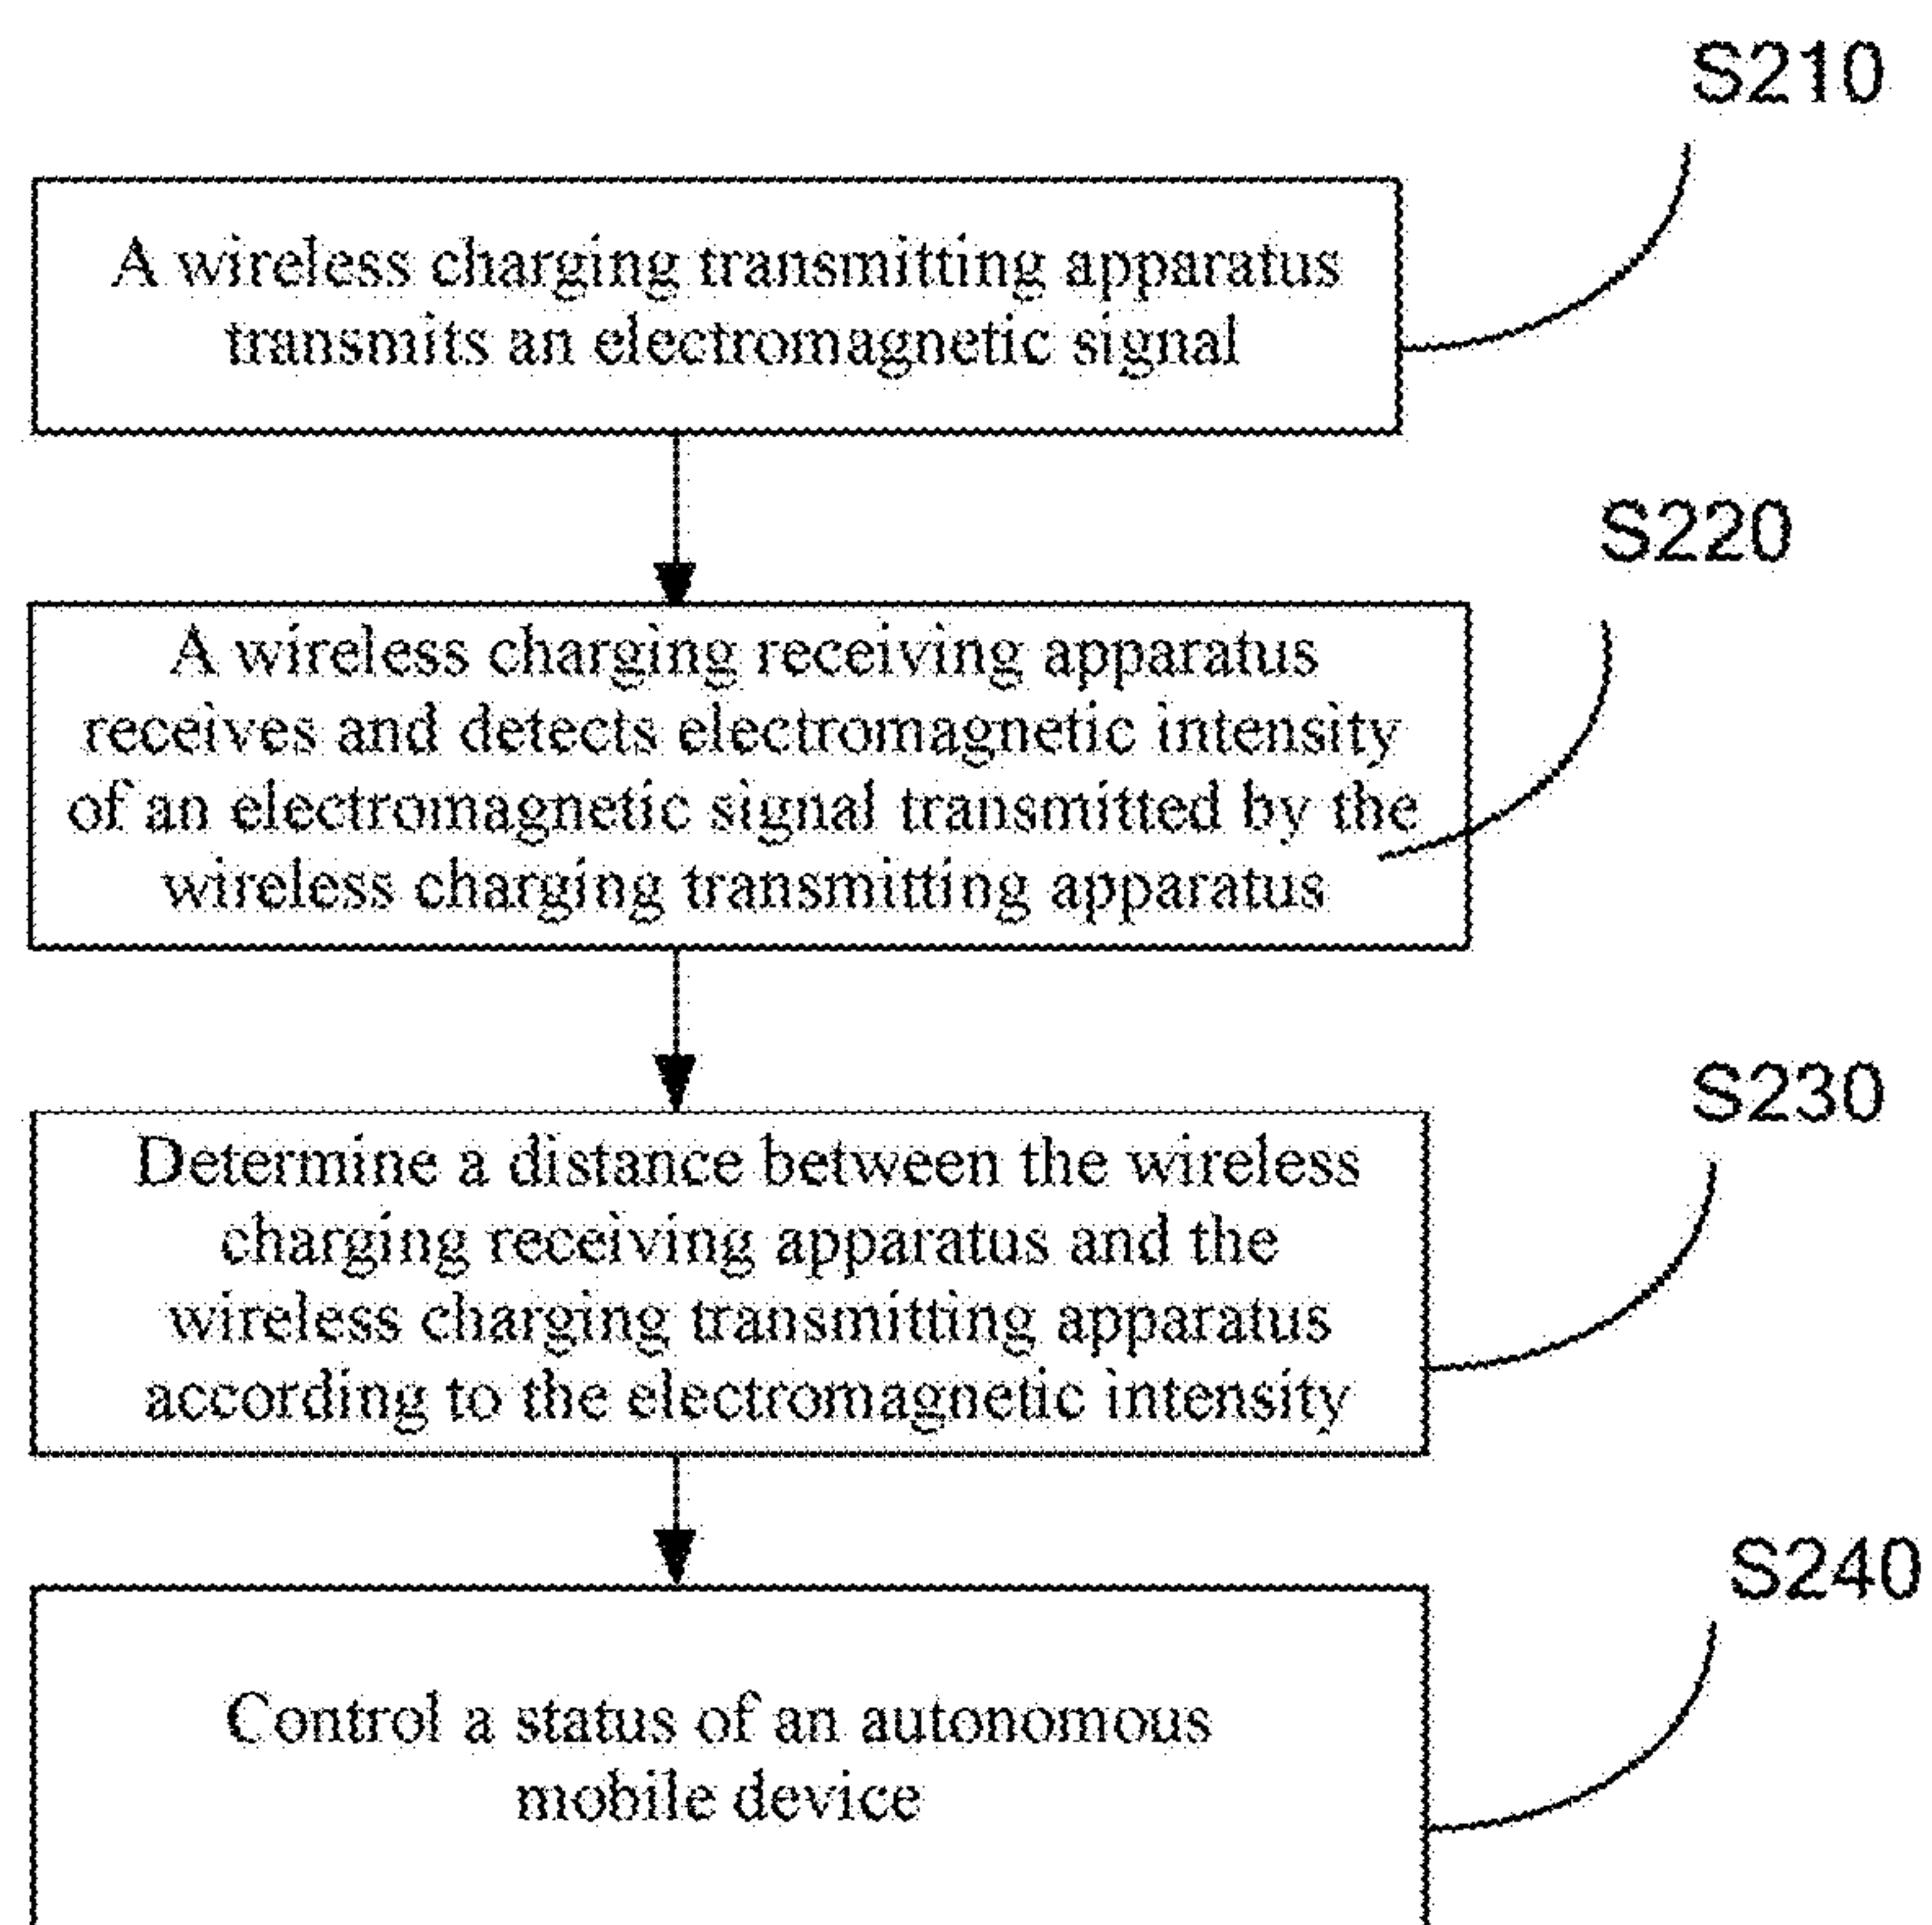 S210
A wireless charging transmitting apparatus
transmits an electromagnetic signal
S220
A wireless charging receiving apparatus
receives and detects electromagnetic intensity
of an electromagnetic signal transmitted by the
wireless charging transmitting apparatus
S230
Determine a distance between the wireless
charging receiving apparatus and the
wireless charging transmitting apparatus
according to the electromagnetic intensity
S240
Control a status of an autonomous
mobile device